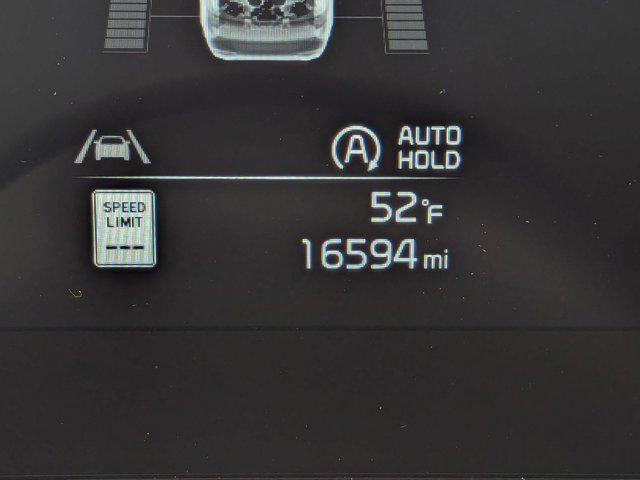 AUTO
HOLD
A
SPEED
LIMIT
---
52°F
16594 mi